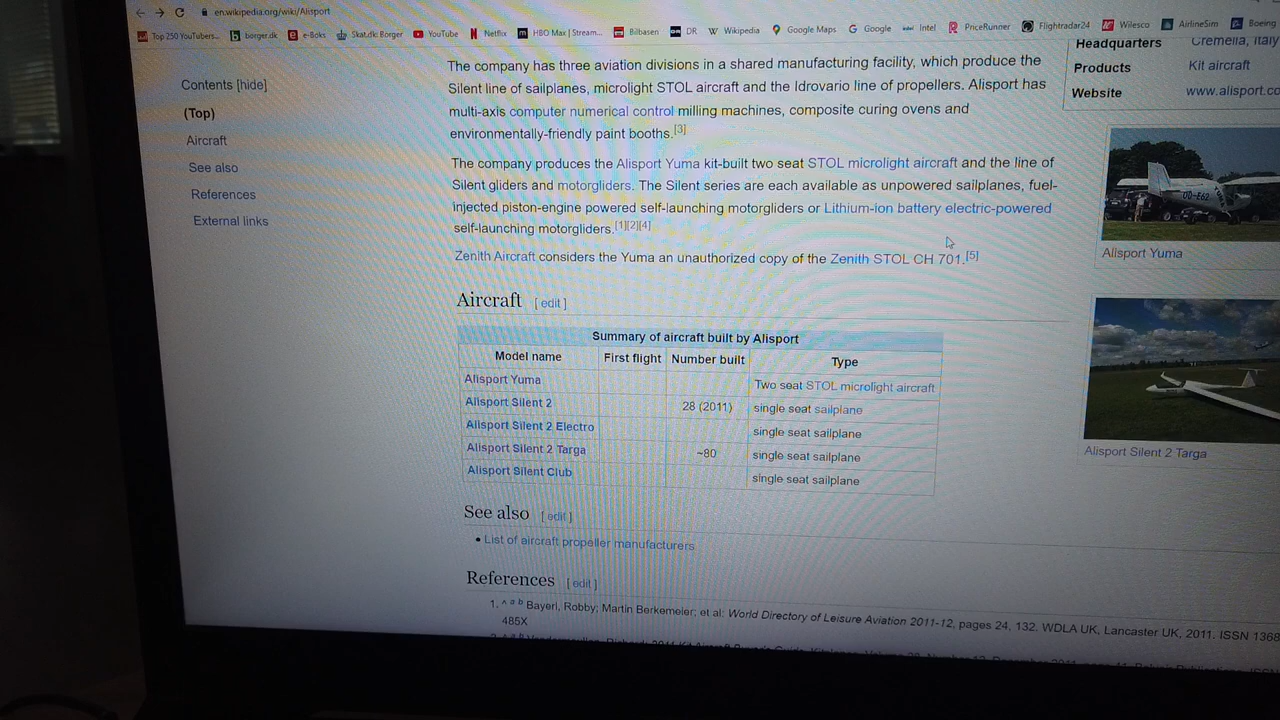 en.wikipedia.org/wiki/Alisport
Top 250 YouTubers... borger.dk e-Boks Skat.dk: Borger YouTube Netflix HBO Max | Stream... Bilbasen DR Wikipedia Google Maps Google Intel PriceRunner Flightradar24 Wilesco AirlineSim Boeing
Contents [hide]
(Top)
Aircraft
See also
References
External links
The company has three aviation divisions in a shared manufacturing facility, which produce the
Silent line of sailplanes, microlight STOL aircraft and the Idrovario line of propellers. Alisport has
multi-axis computer numerical control milling machines, composite curing ovens and
environmentally-friendly paint booths.[3]
The company produces the Alisport Yuma kit-built two seat STOL microlight aircraft and the line of
Silent gliders and motorgliders. The Silent series are each available as unpowered sailplanes, fuel-
injected piston-engine powered self-launching motorgliders or Lithium-ion battery electric-powered
self-launching motorgliders.[1][2][4]
Zenith Aircraft considers the Yuma an unauthorized copy of the Zenith STOL CH 701.[5]
Aircraft [ edit ]
Summary of aircraft built by Alisport
Model name First flight Number built Type
Alisport Yuma Two seat STOL microlight aircraft
Alisport Silent 2 28 (2011) single seat sailplane
Alisport Silent 2 Electro single seat sailplane
Alisport Silent 2 Targa ~80 single seat sailplane
Alisport Silent Club single seat sailplane
See also [ edit ]
• List of aircraft propeller manufacturers
References [ edit ]
1. ^ a b Bayerl, Robby; Martin Berkemeier; et al: World Directory of Leisure Aviation 2011-12, pages 24, 132. WDLA UK, Lancaster UK, 2011. ISSN 1368
485X
Headquarters Cremella, Italy
Products Kit aircraft
Website www.alisport.co
OO-E62
Alisport Yuma
Alisport Silent 2 Targa